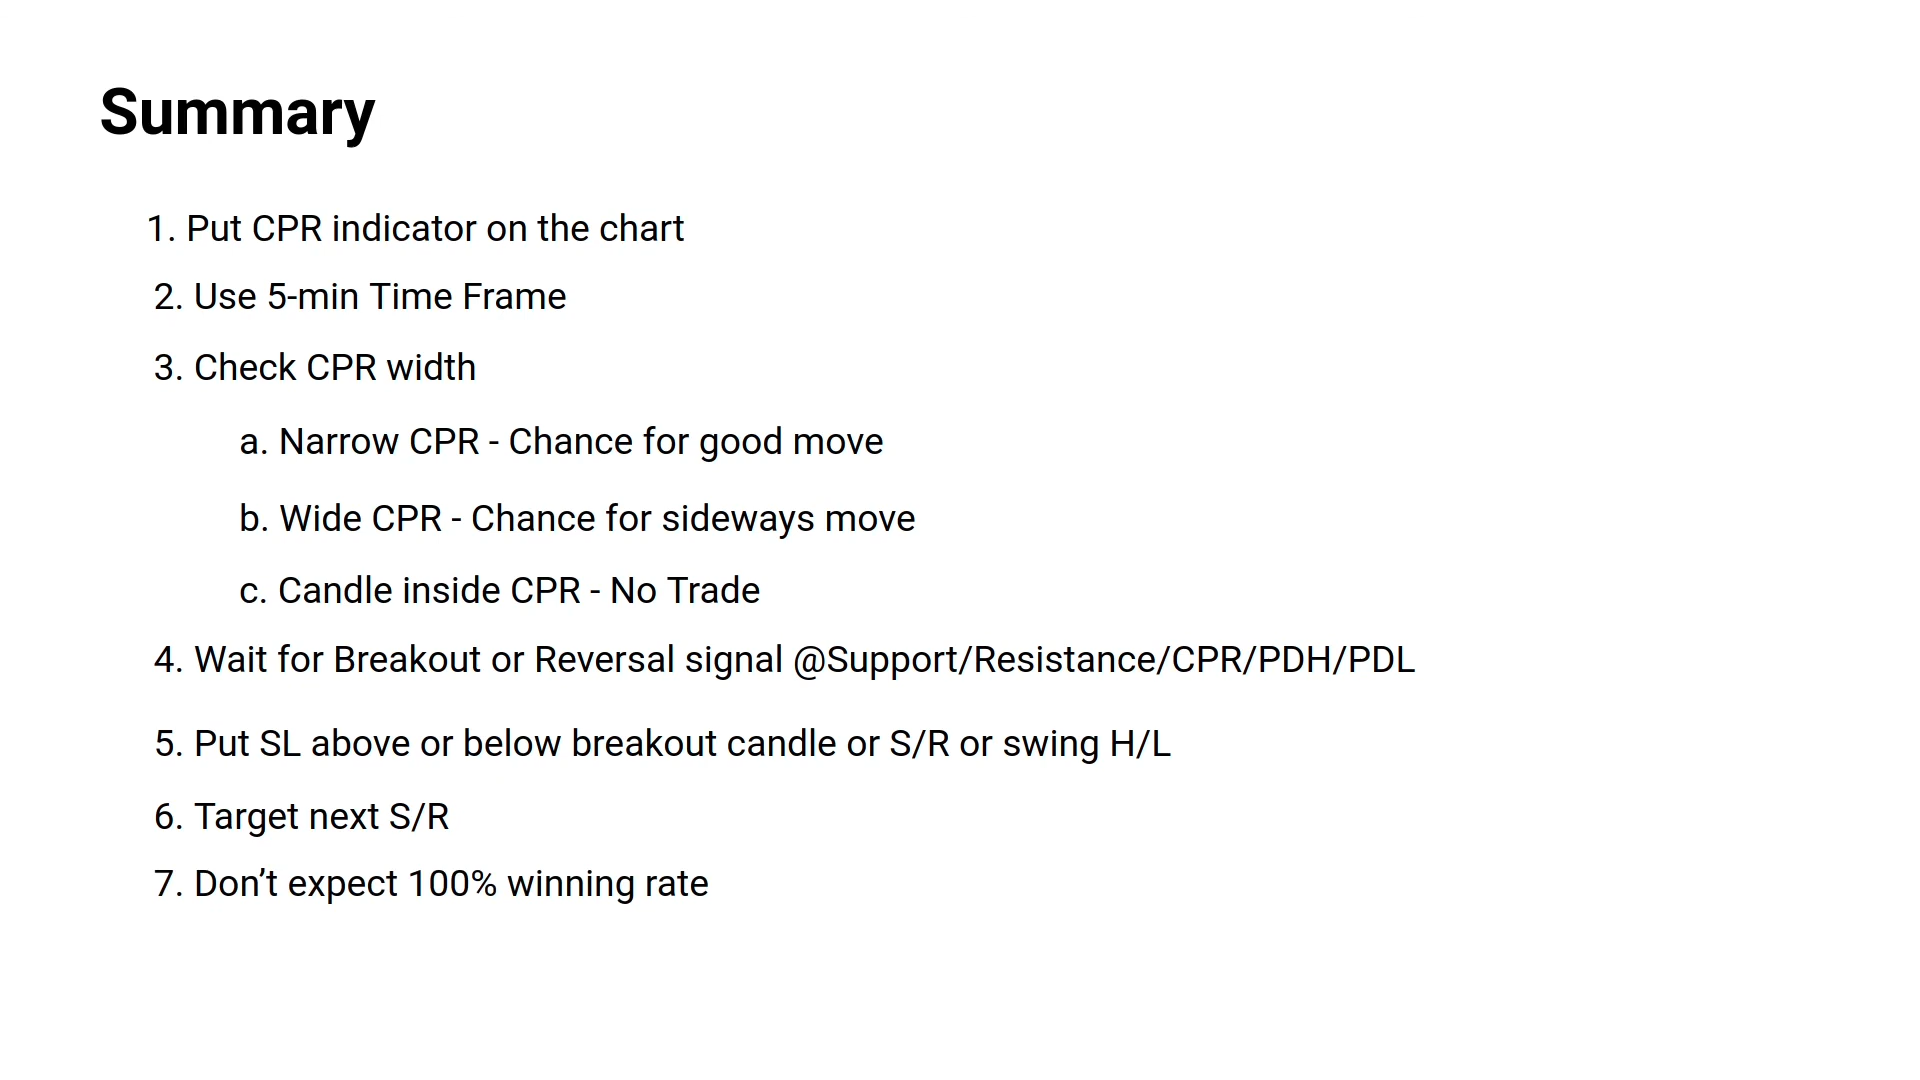 Summary
1. Put CPR indicator on the chart
2. Use 5-min Time Frame
3. Check CPR width
a. Narrow CPR - Chance for good move
b. Wide CPR - Chance for sideways move
c. Candle inside CPR - No Trade
4. Wait for Breakout or Reversal signal @Support/Resistance/CPR/PDH/PDL
5. Put SL above or below breakout candle or S/R or swing H/L
6. Target next S/R
7. Don’t expect 100% winning rate